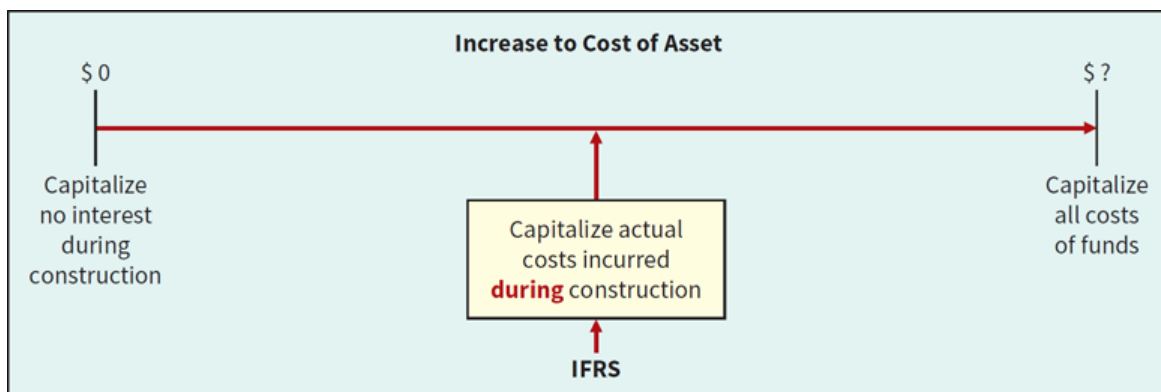 Increase to Cost of Asset
$ 0
$ ?
Capitalize
no interest
during
construction
Capitalize actual
costs incurred
during construction
Capitalize
all costs
of funds
IFRS